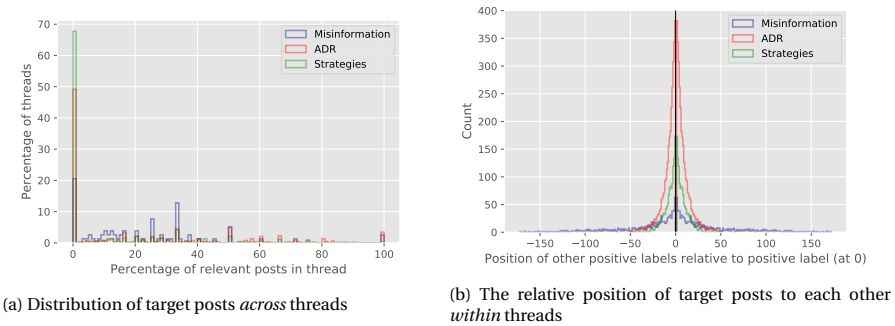 70
60
50
40
30
20
10
0
Percentage of threads
Misinformation
ADR
Strategies
0 20 40 60 80 100
Percentage of relevant posts in thread
(a) Distribution of target posts across threads
400
350
300
250
200
150
100
50
0
Count
Misinformation
ADR
Strategies
−150 −100 −50 0 50 100 150
Position of other positive labels relative to positive label (at 0)
(b) The relative position of target posts to each other
within threads